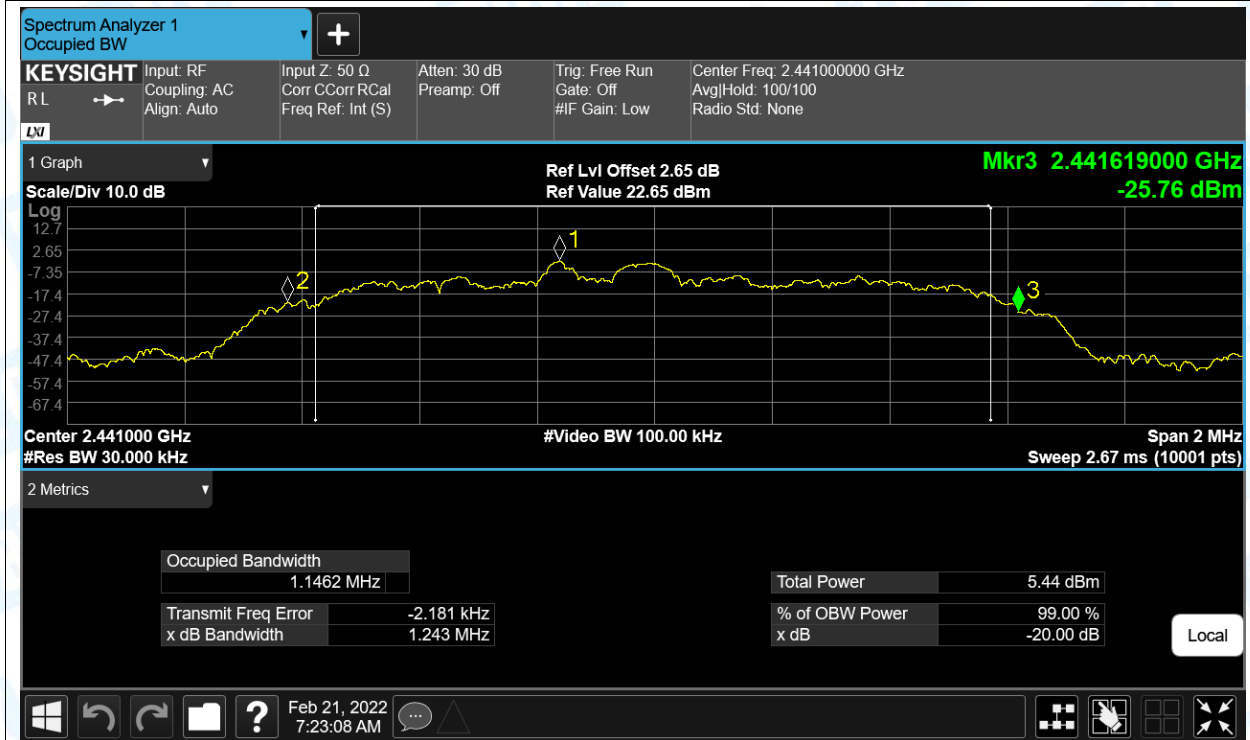 Spectrum Analyzer 1
Occupied BW
KEYSIGHT
R L
LXI
Input: RF
Coupling: AC
Align: Auto
Input Z: 50 Ω
Corr CCorr RCal
Freq Ref: Int (S)
Atten: 30 dB
Preamp: Off
Trig: Free Run
Gate: Off
#IF Gain: Low
Center Freq: 2.441000000 GHz
Avg|Hold: 100/100
Radio Std: None
1 Graph
Scale/Div 10.0 dB
Ref Lvl Offset 2.65 dB
Ref Value 22.65 dBm
Mkr3 2.441619000 GHz
-25.76 dBm
Log
12.7
2.65
-7.35
-17.4
-27.4
-37.4
-47.4
-57.4
-67.4
1
2
3
Center 2.441000 GHz
#Video BW 100.00 kHz
Span 2 MHz
#Res BW 30.000 kHz
Sweep 2.67 ms (10001 pts)
2 Metrics
Occupied Bandwidth
1.1462 MHz
Total Power 5.44 dBm
Transmit Freq Error -2.181 kHz
% of OBW Power 99.00 %
x dB Bandwidth 1.243 MHz
x dB -20.00 dB
Local
?
Feb 21, 2022
7:23:08 AM